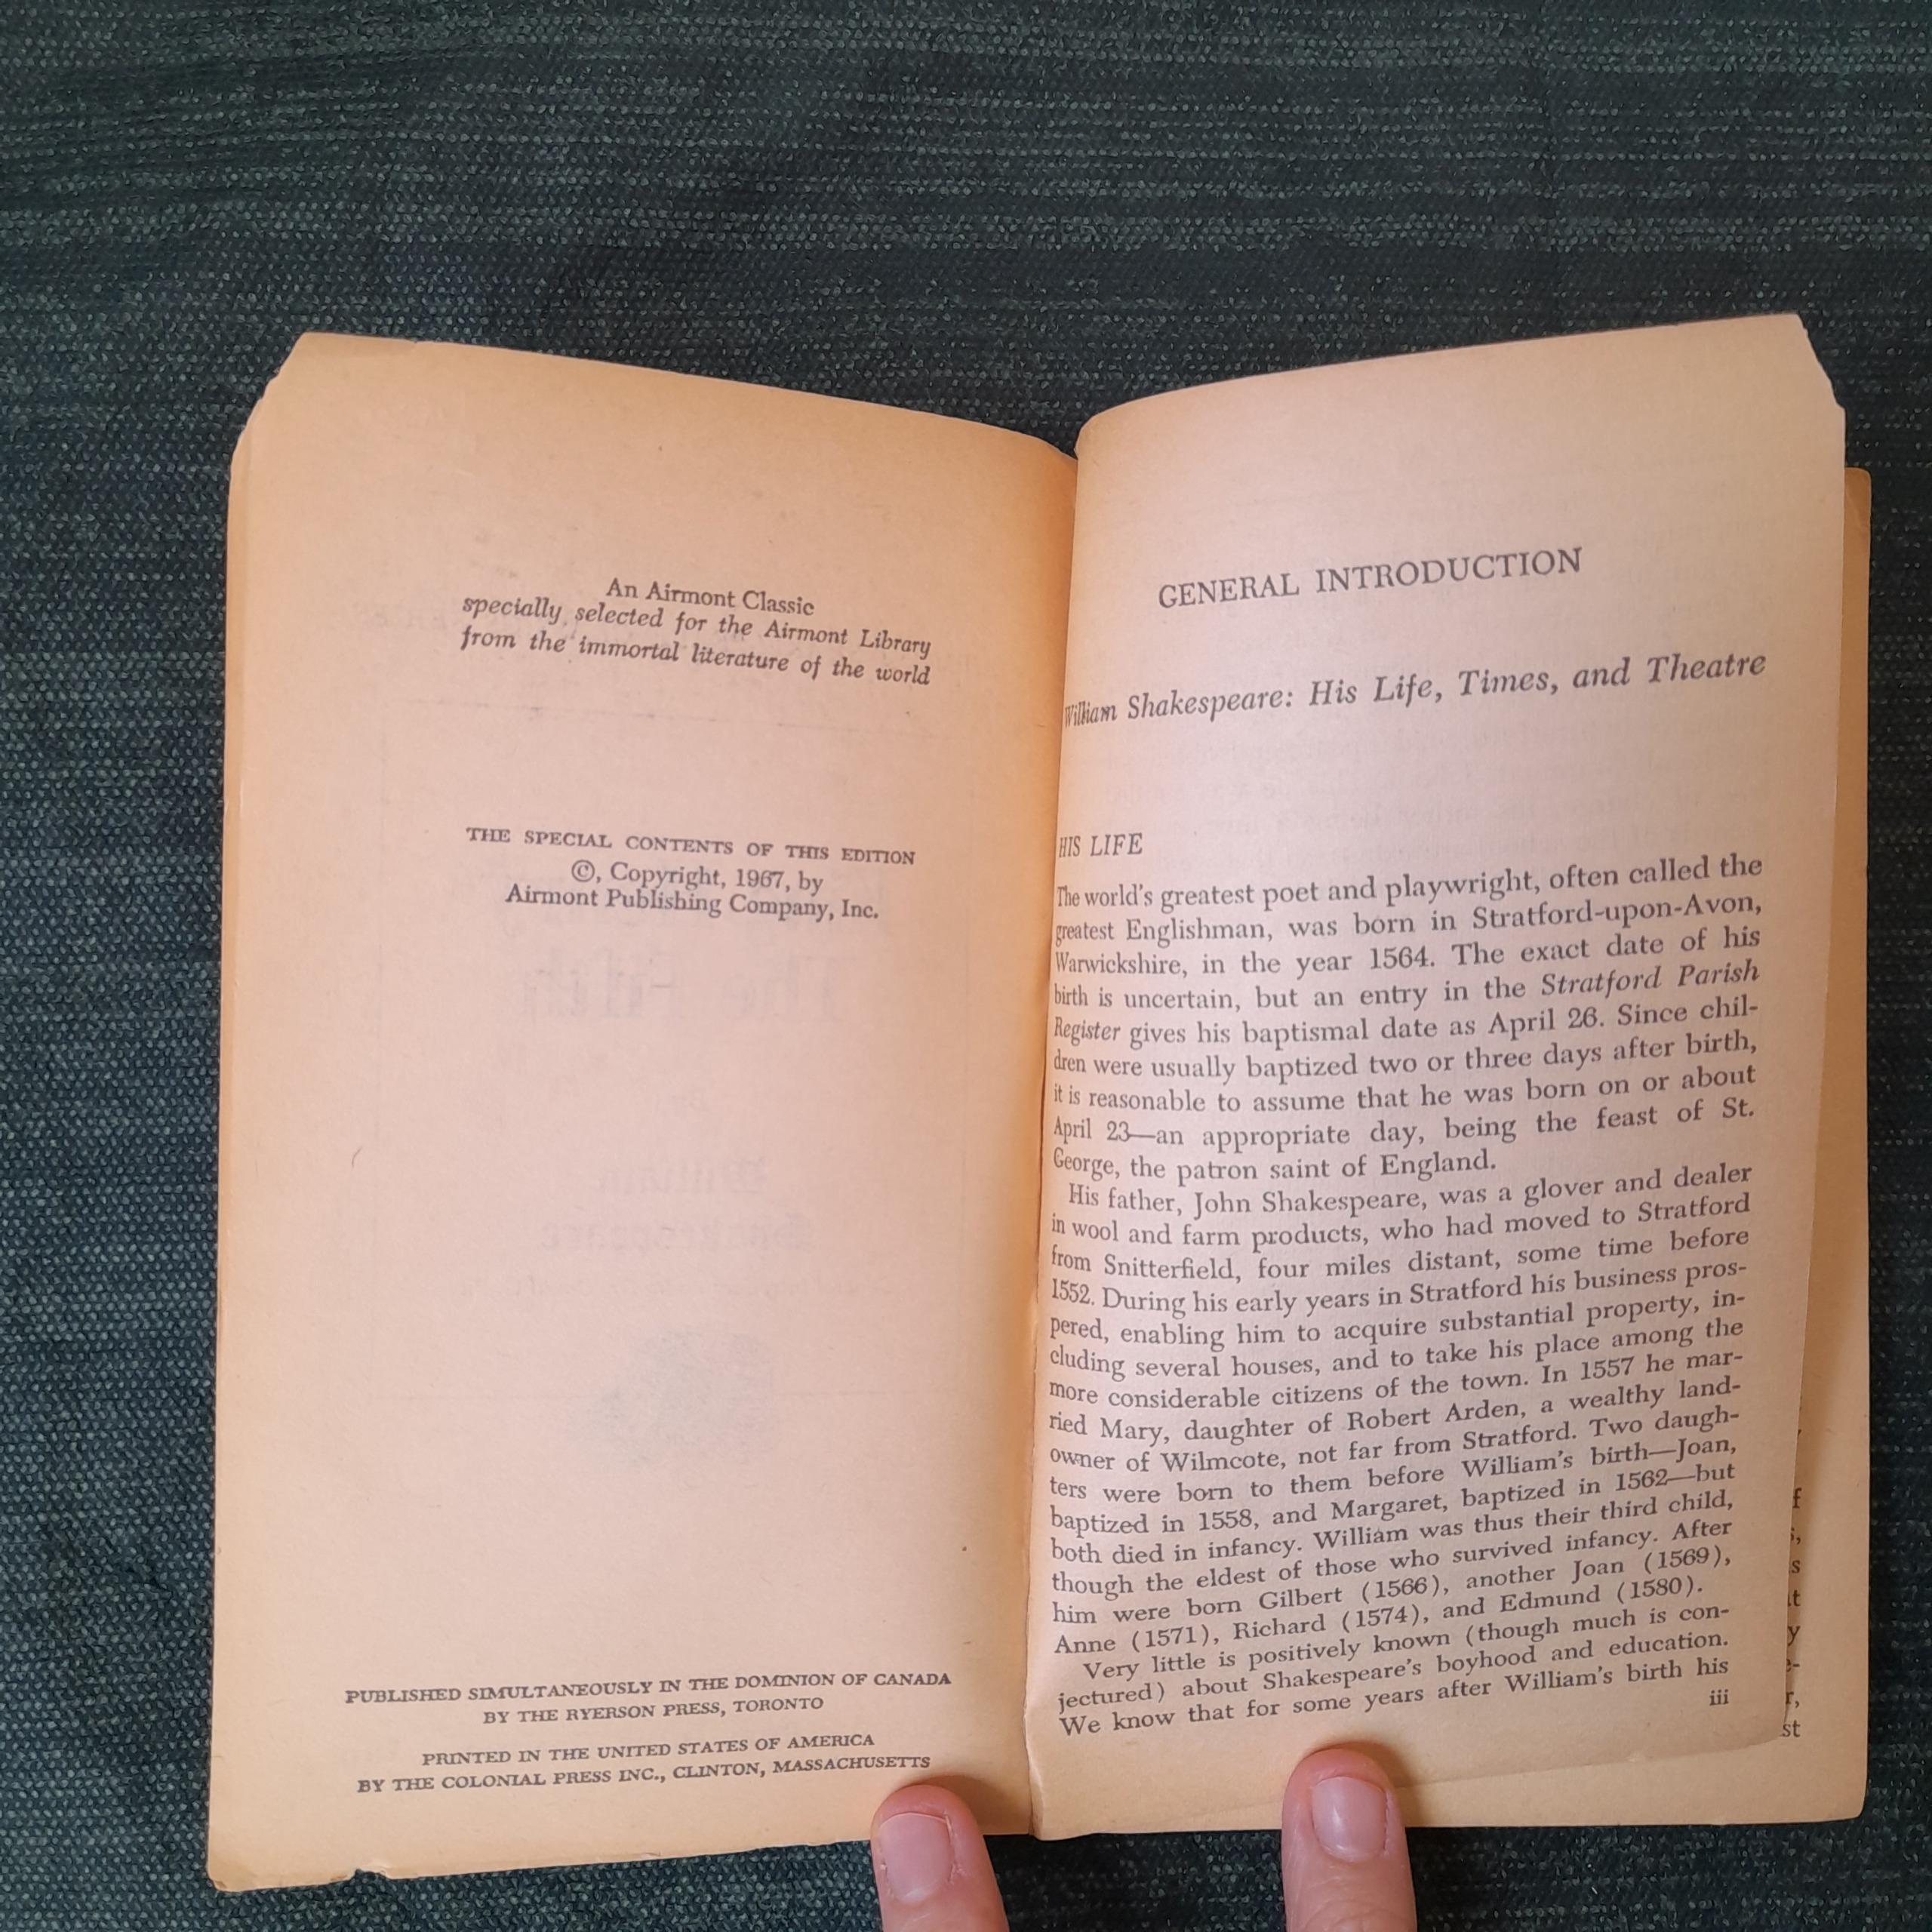 An Airmont Classic
specially selected for the Airmont Library
from the immortal literature of the world
THE SPECIAL CONTENTS OF THIS EDITION
©, Copyright, 1967, by
Airmont Publishing Company, Inc.
PUBLISHED SIMULTANEOUSLY IN THE DOMINION OF CANADA
BY THE RYERSON PRESS, TORONTO
PRINTED IN THE UNITED STATES OF AMERICA
BY THE COLONIAL PRESS INC., CLINTON, MASSACHUSETTS
GENERAL INTRODUCTION
William Shakespeare: His Life, Times, and Theatre
HIS LIFE
The world's greatest poet and playwright, often called the
greatest Englishman, was born in Stratford-upon-Avon,
Warwickshire, in the year 1564. The exact date of his
birth is uncertain, but an entry in the Stratford Parish
Register gives his baptismal date as April 26. Since chil-
dren were usually baptized two or three days after birth,
it is reasonable to assume that he was born on or about
April 23—an appropriate day, being the feast of St.
George, the patron saint of England.
His father, John Shakespeare, was a glover and dealer
in wool and farm products, who had moved to Stratford
from Snitterfield, four miles distant, some time before
1552. During his early years in Stratford his business pros-
pered, enabling him to acquire substantial property, in-
cluding several houses, and to take his place among the
more considerable citizens of the town. In 1557 he mar-
ried Mary, daughter of Robert Arden, a wealthy land-
owner of Wilmcote, not far from Stratford. Two daugh-
ters were born to them before William's birth—Joan,
baptized in 1558, and Margaret, baptized in 1562—but
both died in infancy. William was thus their third child,
though the eldest of those who survived infancy. After
him were born Gilbert (1566), another Joan (1569),
Anne (1571), Richard (1574), and Edmund (1580).
Very little is positively known (though much is con-
jectured) about Shakespeare's boyhood and education.
We know that for some years after William's birth his
iii